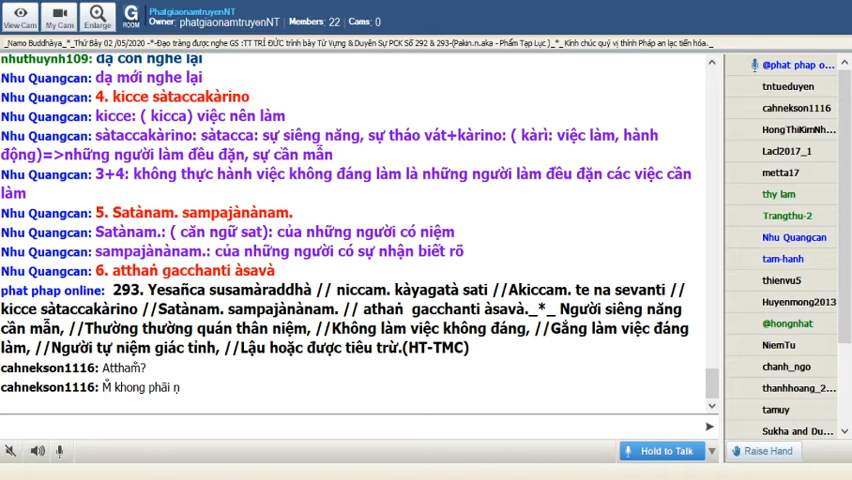 View Cam
My Cam
Enlarge
G
ROOM
PhatgiaonamtruyenNT
Owner: phatgiaonamtruyenNT | Members: 22 | Cams: 0
_Namo Buddhàya_*_Thứ Bảy 02 /05/2020 -*-Đạo tràng được nghe GS :TT TRÍ ĐỨC trình bày Từ Vựng & Duyên Sự PCK Số 292 & 293-(Pakin.n.aka - Phẩm Tạp Lục )_*_ Kính chúc quý vị thính Pháp an lạc tiến hóa._
nhuthuynh109: dạ còn nghe lại
Nhu Quangcan: dạ mới nghe lại
Nhu Quangcan: 4. kicce sàtaccakàrino
Nhu Quangcan: kicce: ( kicca) việc nên làm
Nhu Quangcan: sàtaccakàrino: sàtacca: sự siêng năng, sự tháo vát+kàrino: ( kàri: việc làm, hành
động)=>những người làm đều đặn, sự cần mẫn
Nhu Quangcan: 3+4: không thực hành việc không đáng làm là những người làm đều đặn các việc cần
làm
Nhu Quangcan: 5. Satànam. sampajànànam.
Nhu Quangcan: Satànam.: ( căn ngữ sat): của những người có niệm
Nhu Quangcan: sampajànànam.: của những người có sự nhận biết rõ
Nhu Quangcan: 6. atthaṅ gacchanti àsavà
phat phap online: 293. Yesañca susamàraddhà // niccam. kàyagatà sati //Akiccam. te na sevanti //
kicce sàtaccakàrino //Satànam. sampajànànam. // athaṅ gacchanti àsavà._*_ Người siêng năng
cần mẫn, //Thường thường quán thân niệm, //Không làm việc không đáng, //Gắng làm việc đáng
làm, //Người tự niệm giác tỉnh, //Lậu hoặc được tiêu trừ.(HT-TMC)
cahnekson1116: Attham̉?
cahnekson1116: M̉ khong phãi ṇ
Hold to Talk
@phat phap o...
tntueduyen
cahnekson1116
HongThiKimNh...
Lacl2017_1
metta17
thy lam
Trangthu-2
Nhu Quangcan
tam-hanh
thienvu5
Huyenmong2013
@hongnhat
NiemTu
chanh_ngo
thanhhoang_2...
tamuy
Sukha and Du...
Raise Hand